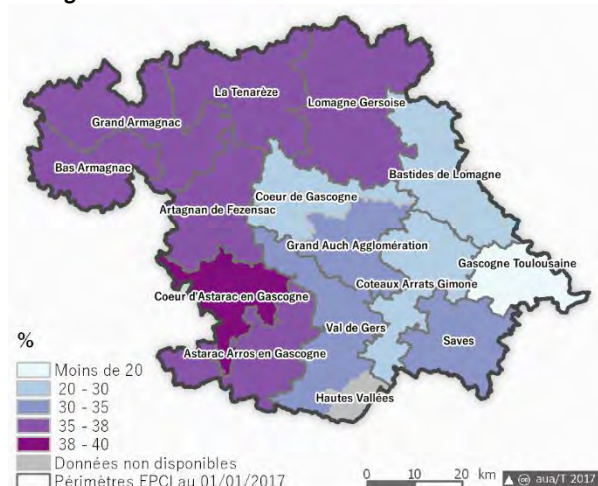 La Tenarèze
Lomagne Gersoise
Grand Armagnac
Bas Armagnac
Bastides de Lomagne
Coeur de Gascogne
Artagnan de Fezensac
Grand Auch Agglomération
Gascogne Toulousaine
Coteaux Arrats Gimone
Coeur d'Astarac en Gascogne
Val de Gers
Saves
Astarac Arros en Gascogne
Hautes Vallées
%
Moins de 20
20 - 30
30 - 35
35 - 38
38 - 40
Données non disponibles
Périmètres EPCI au 01/01/2017
0 10 20 km
aua/T 2017